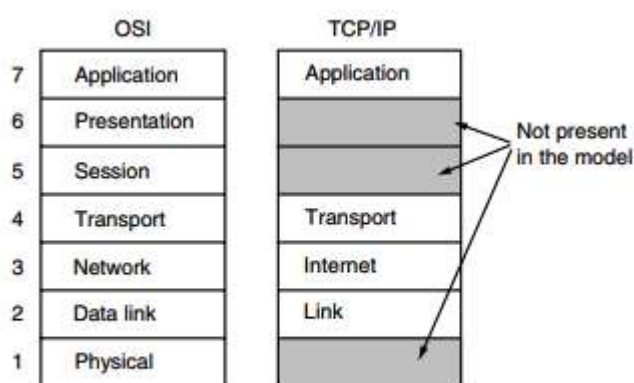 OSI TCP/IP
7 Application Application
6 Presentation
5 Session
4 Transport Transport
3 Network Internet
2 Data link Link
1 Physical
Not present
in the model